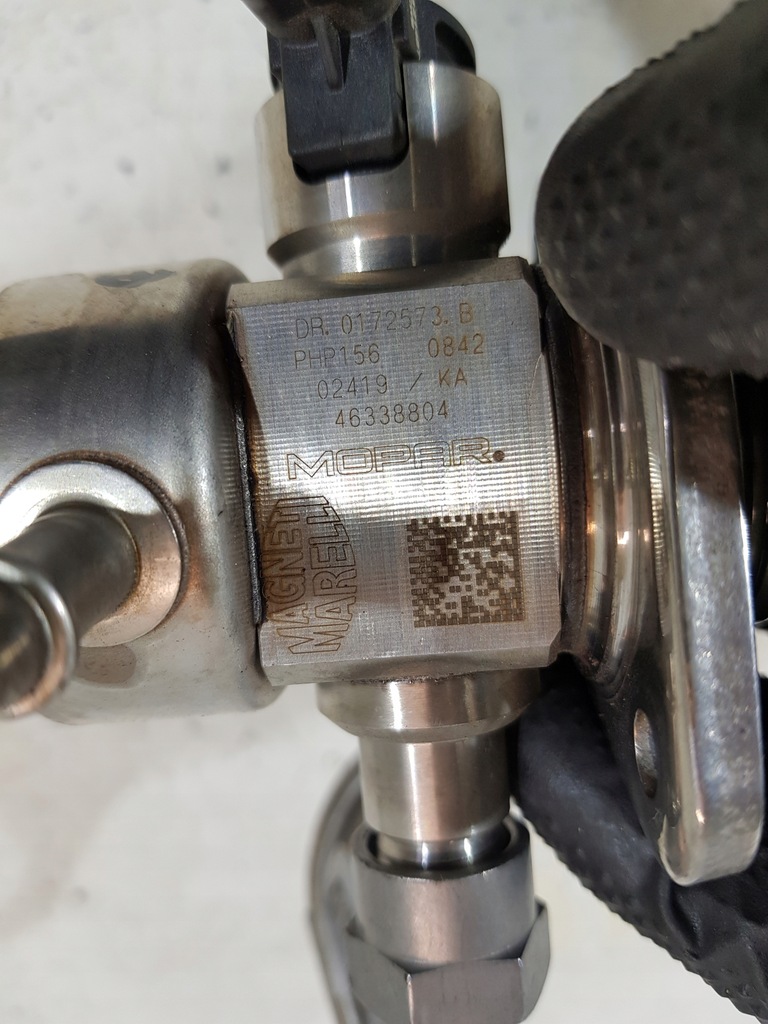 DR. 0172573. B
PHP156 0842
02419 / KA
46338804
MOPAR.
MAGNETI
MARELLI